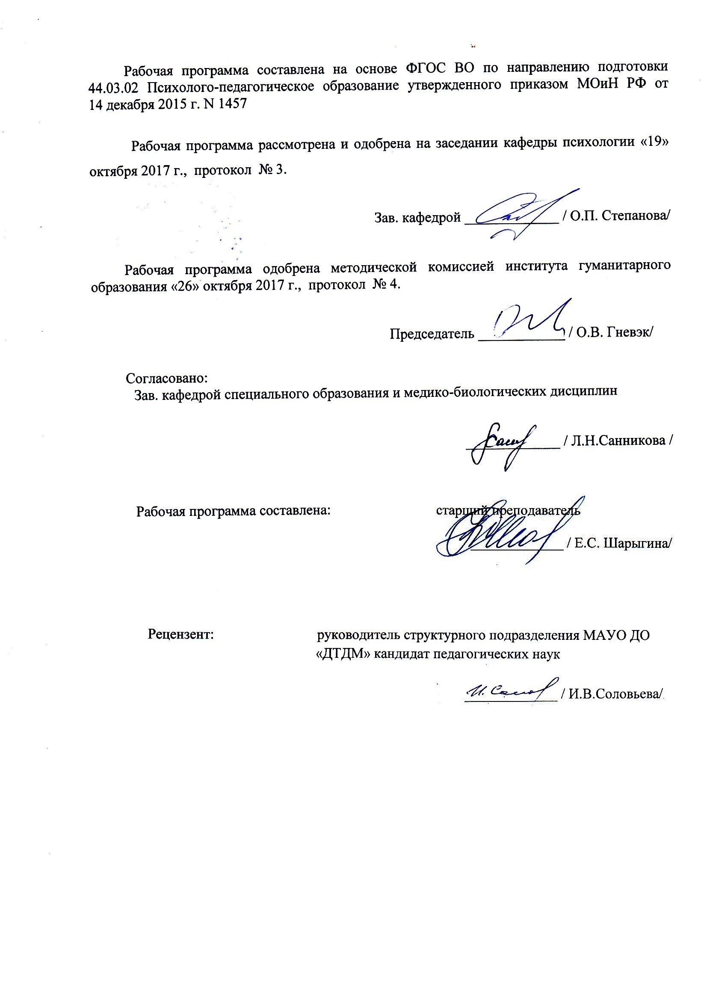 Рабочая программа составлена на основе ФГОС ВО по направлению подготовки
44.03.02 Психолого-педагогическое образование утвержденного приказом МОиН РФ от
14 декабря 2015 г. N 1457
Рабочая программа рассмотрена и одобрена на заседании кафедры психологии «19»
октября 2017 г., протокол № 3.
Зав. кафедрой ____________ / О.П. Степанова/
Рабочая программа одобрена методической комиссией института гуманитарного
образования «26» октября 2017 г., протокол № 4.
Председатель ____________ / О.В. Гневэк/
Согласовано:
Зав. кафедрой специального образования и медико-биологических дисциплин
____________ / Л.Н.Санникова /
Рабочая программа составлена: старший преподаватель
____________ / Е.С. Шарыгина/
Рецензент: руководитель структурного подразделения МАУО ДО
«ДТДМ» кандидат педагогических наук
____________ / И.В.Соловьева/